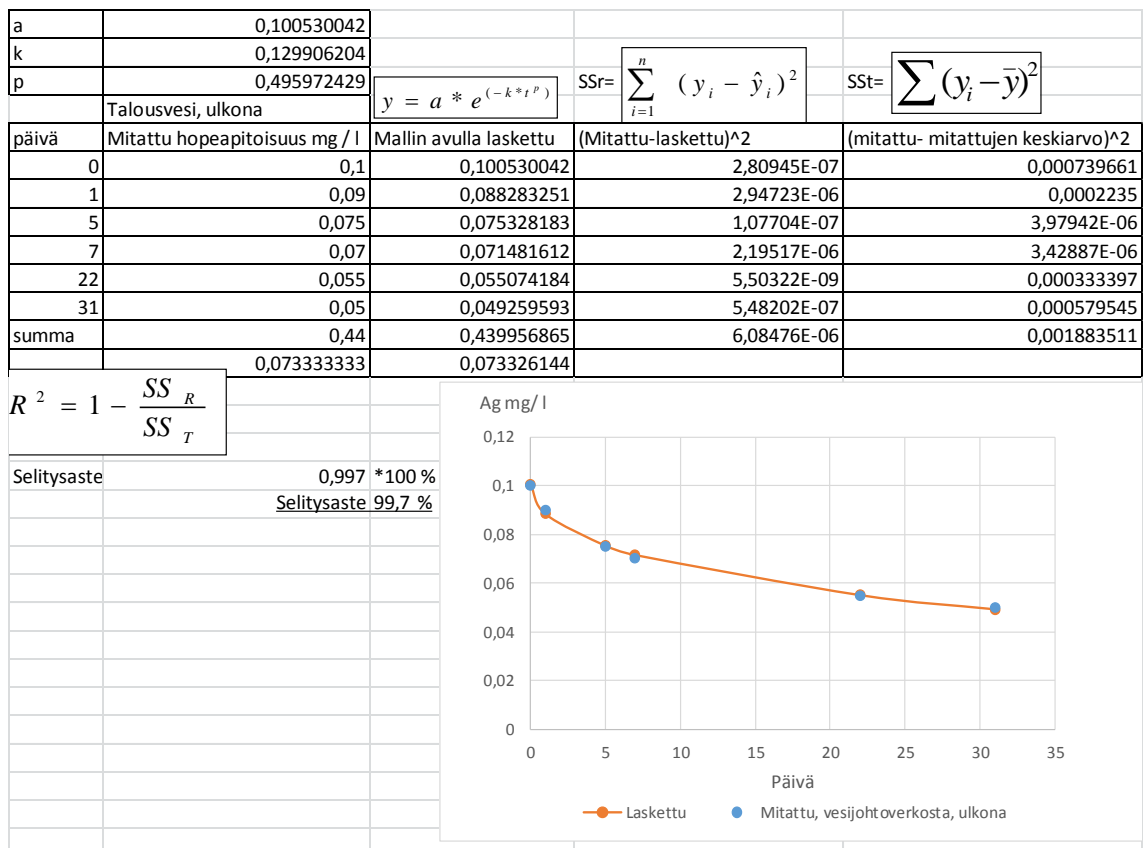 a 0,100530042
k 0,129906204
p 0,495972429
y = a * e^(-k*t^p)
SSr= \sum_{i=1}^{n} (y_i − ŷ_i)^2
SSt= \sum (y_i − ȳ)^2
Talousvesi, ulkona
päivä Mitattu hopeapitoisuus mg / l Mallin avulla laskettu (Mitattu-laskettu)^2 (mitattu- mitattujen keskiarvo)^2
0 0,1 0,100530042 2,80945E-07 0,000739661
1 0,09 0,088283251 2,94723E-06 0,0002235
5 0,075 0,075328183 1,07704E-07 3,97942E-06
7 0,07 0,071481612 2,19517E-06 3,42887E-06
22 0,055 0,055074184 5,50322E-09 0,000333397
31 0,05 0,049259593 5,48202E-07 0,000579545
summa 0,44 0,439956865 6,08476E-06 0,001883511
0,073333333 0,073326144
R^2 = 1 − SS_R / SS_T
Selitysaste 0,997 *100 %
Selitysaste 99,7 %
Ag mg/ l
0,12
0,1
0,08
0,06
0,04
0,02
0
0 5 10 15 20 25 30 35
Päivä
Laskettu Mitattu, vesijohtoverkosta, ulkona